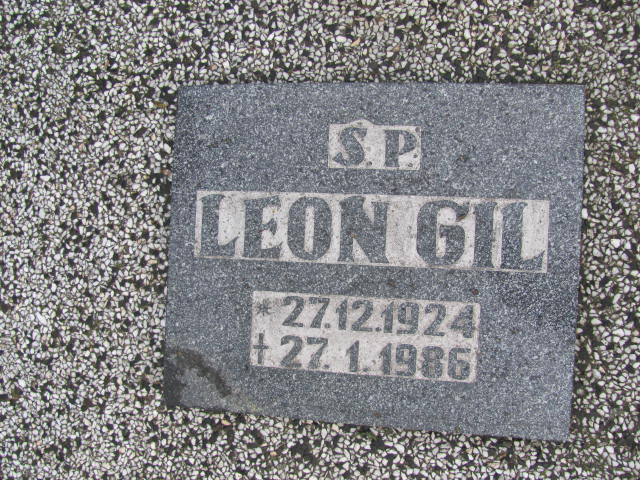 S.P.
LEON GIL
* 27.12.1924
+ 27. 1.1986